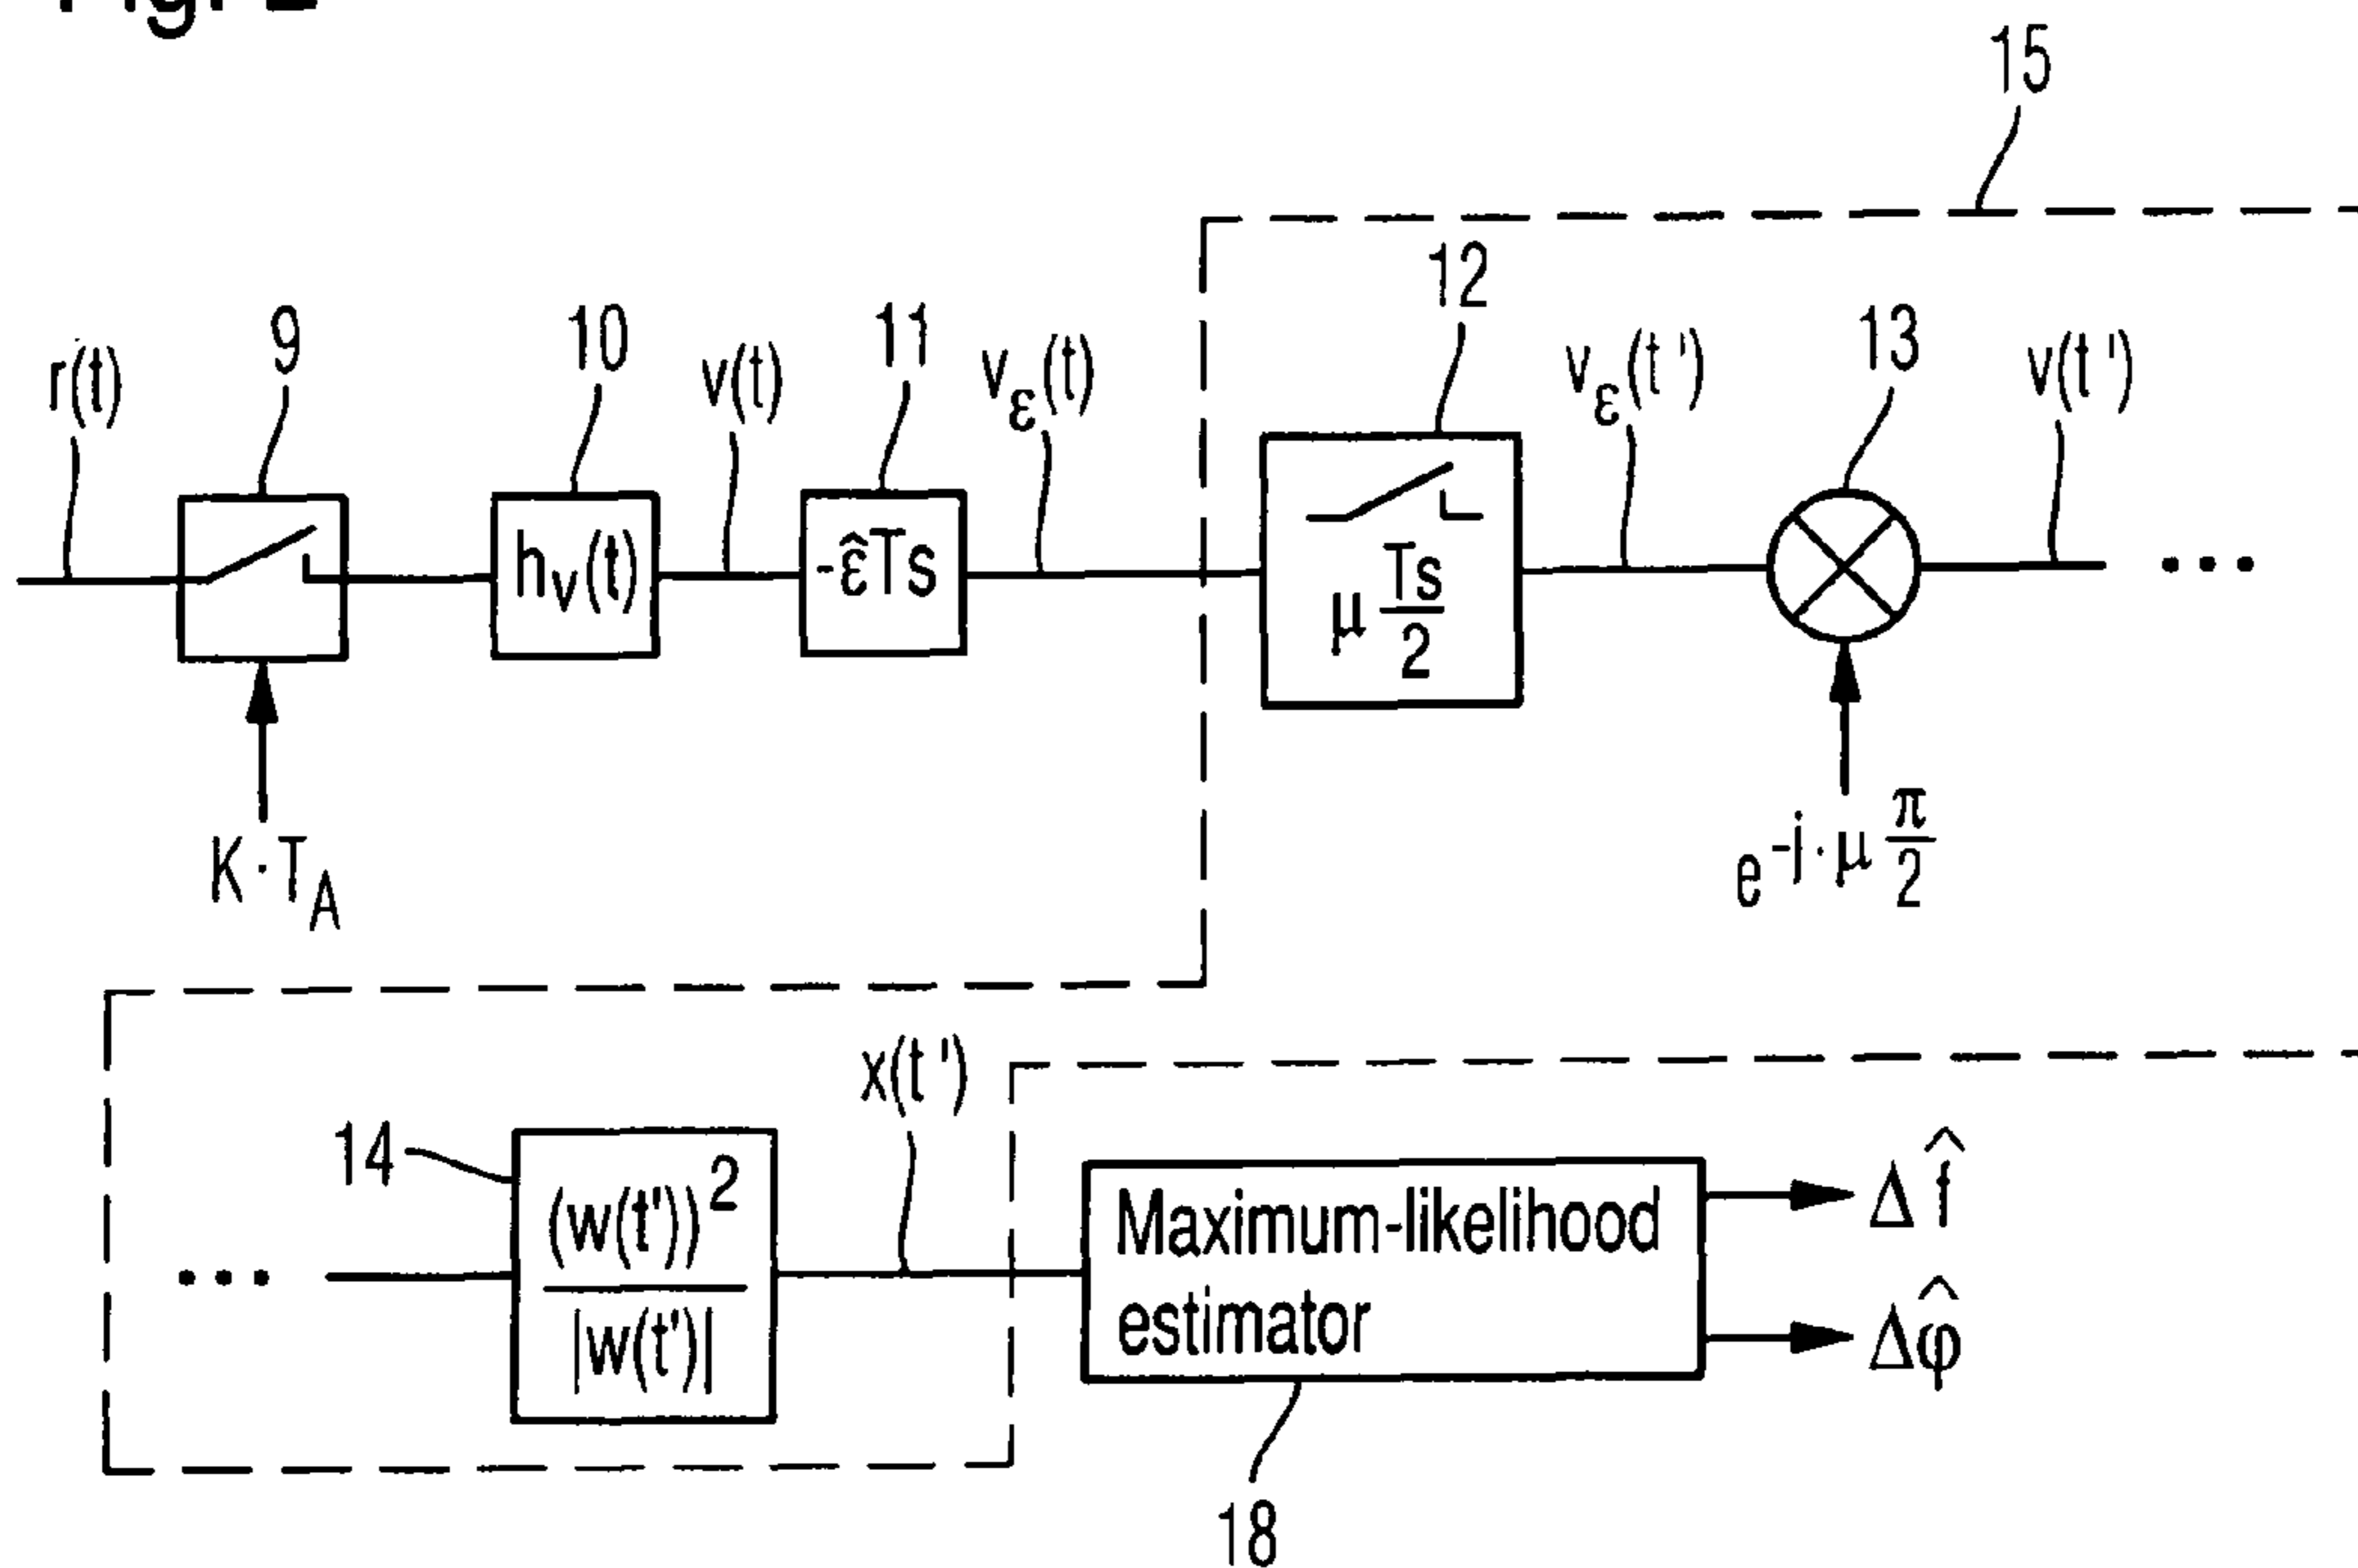 15
12
9
10
11
13
r(t)
v(t)
vε(t)
vε(t')
v(t')
hv(t)
-ε̂Ts
μ Ts/2
K·TA
e^-j·μ π/2
x(t')
14
(w(t'))²
|w(t')|
Maximum-likelihood
estimator
Δf̂
Δφ̂
18